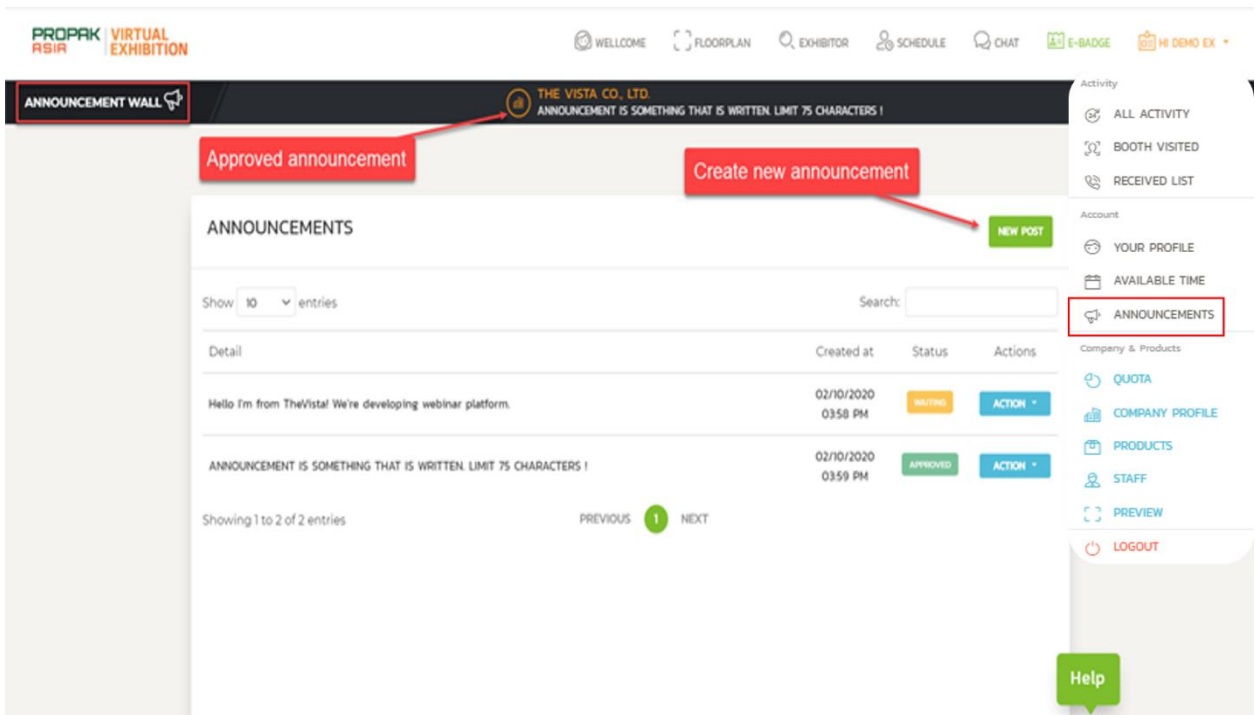 PROPAK VIRTUAL
ASIA EXHIBITION
WELLCOME
FLOORPLAN
EXHIBITOR
SCHEDULE
CHAT
E-BADGE
HI DEMO EX
ANNOUNCEMENT WALL
THE VISTA CO., LTD.
ANNOUNCEMENT IS SOMETHING THAT IS WRITTEN. LIMIT 75 CHARACTERS !
Approved announcement
Create new announcement
ANNOUNCEMENTS
NEW POST
Show 10 entries
Search:
Detail
Created at
Status
Actions
Hello I'm from TheVista! We're developing webinar platform.
02/10/2020
03:58 PM
WAITING
ACTION
ANNOUNCEMENT IS SOMETHING THAT IS WRITTEN. LIMIT 75 CHARACTERS !
02/10/2020
03:59 PM
APPROVED
ACTION
Showing 1 to 2 of 2 entries
PREVIOUS 1 NEXT
Activity
ALL ACTIVITY
BOOTH VISITED
RECEIVED LIST
Account
YOUR PROFILE
AVAILABLE TIME
ANNOUNCEMENTS
Company & Products
QUOTA
COMPANY PROFILE
PRODUCTS
STAFF
PREVIEW
LOGOUT
Help